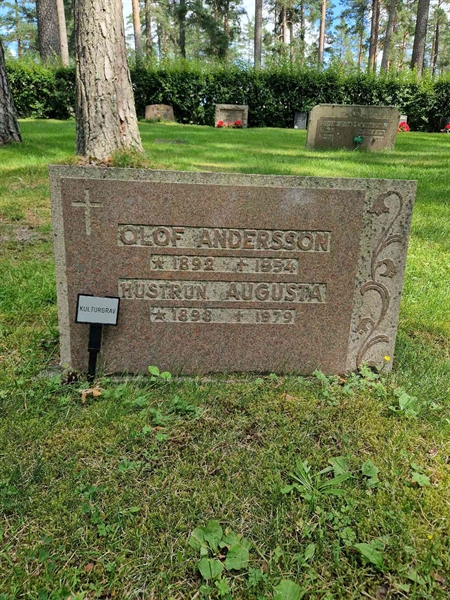 OLOF ANDERSSON
☆ 1892 + 1954
HUSTRUN AUGUSTA
☆ 1898 + 1979
KULTURGRAV